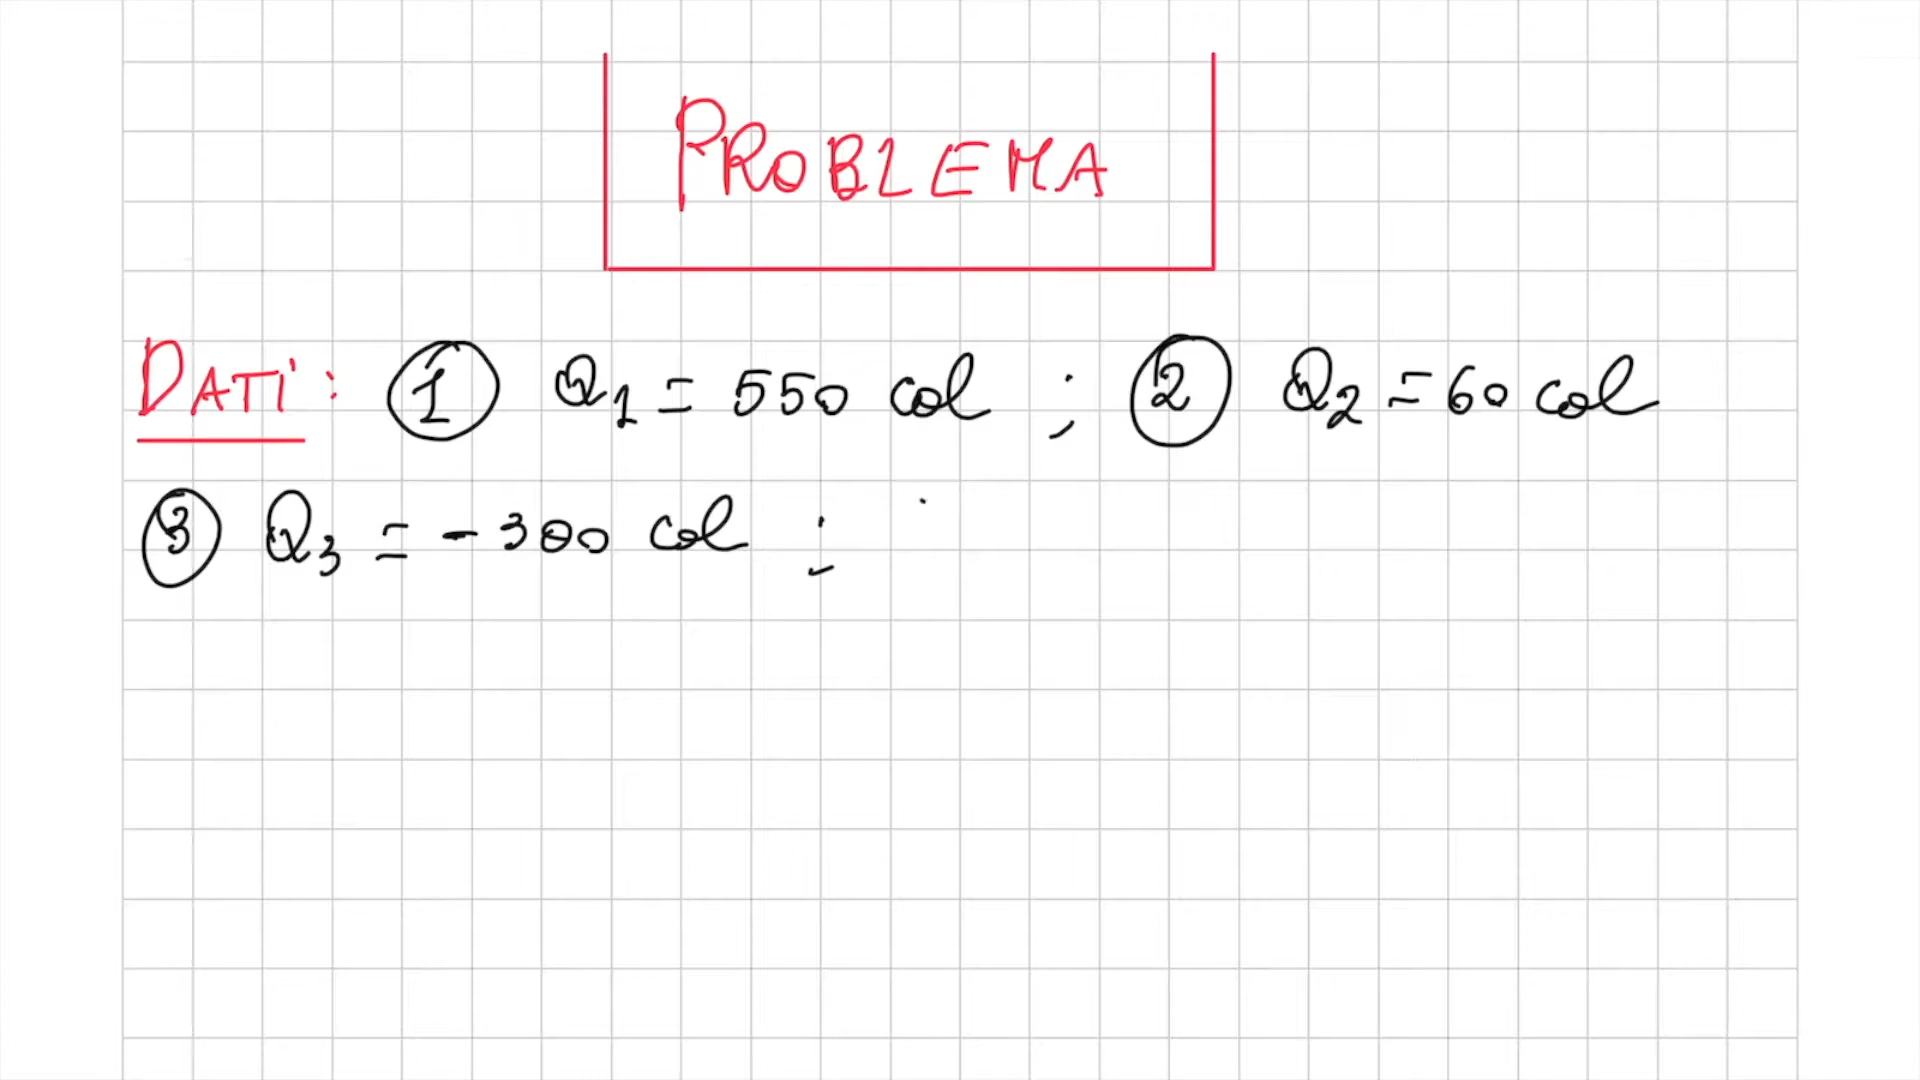 PROBLEMA
DATI: 1 Q1 = 550 cal ; 2 Q2 = 60 cal
3 Q3 = - 300 cal ;